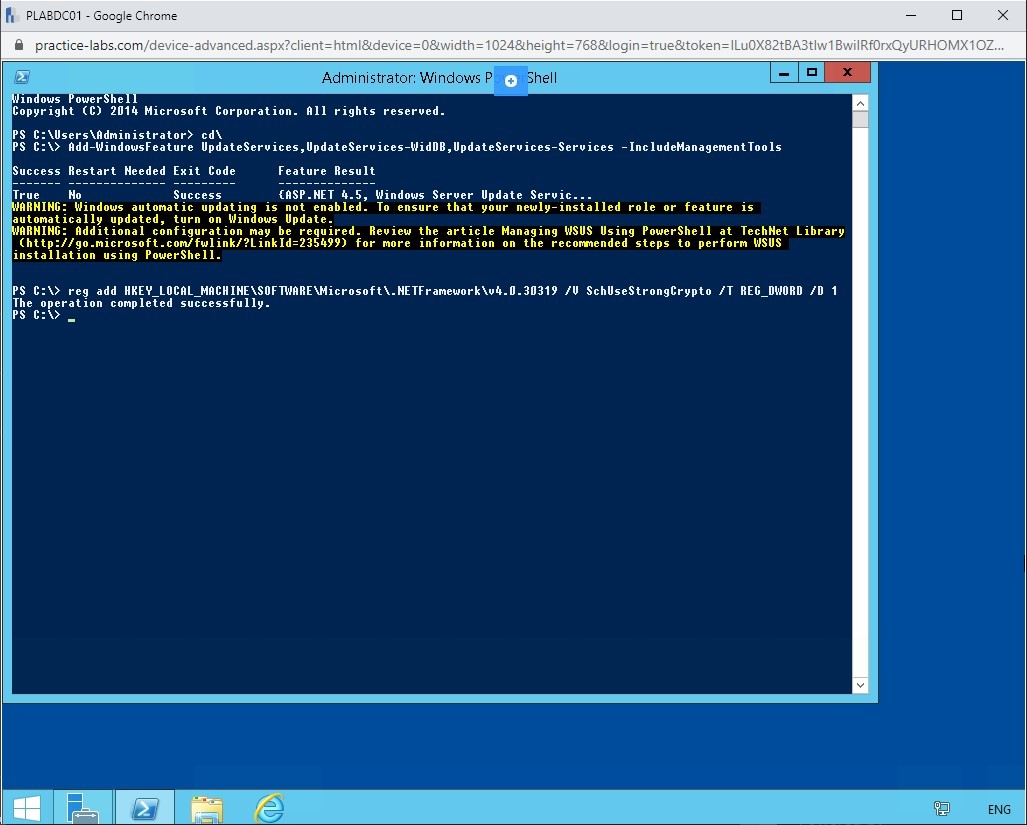 PLABDC01 - Google Chrome
practice-labs.com/device-advanced.aspx?client=html&device=0&width=1024&height=768&login=true&token=ILu0X82tBA3tIw1BwiIRf0rxQyURHOMX1OZ...
Administrator: Windows PowerShell
Windows PowerShell
Copyright (C) 2014 Microsoft Corporation. All rights reserved.
PS C:\Users\Administrator> cd\
PS C:\> Add-WindowsFeature UpdateServices,UpdateServices-WidDB,UpdateServices-Services -IncludeManagementTools
Success Restart Needed Exit Code      Feature Result
------- -------------- ---------      --------------
True    No             Success        {ASP.NET 4.5, Windows Server Update Servic...
WARNING: Windows automatic updating is not enabled. To ensure that your newly-installed role or feature is
automatically updated, turn on Windows Update.
WARNING: Additional configuration may be required. Review the article Managing WSUS Using PowerShell at TechNet Library
(http://go.microsoft.com/fwlink/?LinkId=235499) for more information on the recommended steps to perform WSUS
installation using PowerShell.
PS C:\> reg add HKEY_LOCAL_MACHINE\SOFTWARE\Microsoft\.NETFramework\v4.0.30319 /V SchUseStrongCrypto /T REG_DWORD /D 1
The operation completed successfully.
PS C:\> _
ENG